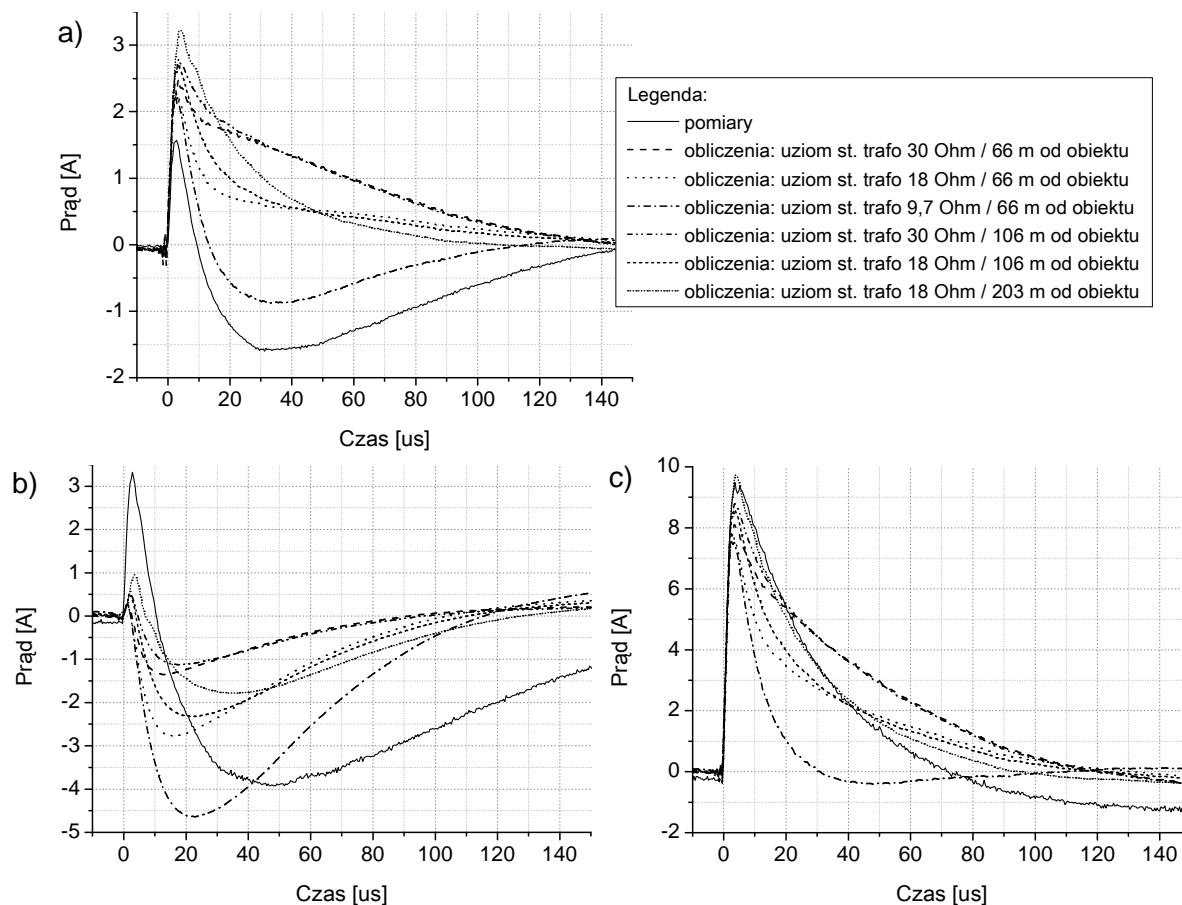 a)
3
2
1
0
-1
-2
Prąd [A]
0 20 40 60 80 100 120 140
Czas [us]
Legenda:
pomiary
obliczenia: uziom st. trafo 30 Ohm / 66 m od obiektu
obliczenia: uziom st. trafo 18 Ohm / 66 m od obiektu
obliczenia: uziom st. trafo 9,7 Ohm / 66 m od obiektu
obliczenia: uziom st. trafo 30 Ohm / 106 m od obiektu
obliczenia: uziom st. trafo 18 Ohm / 106 m od obiektu
obliczenia: uziom st. trafo 18 Ohm / 203 m od obiektu
b)
3
2
1
0
-1
-2
-3
-4
-5
Prąd [A]
0 20 40 60 80 100 120 140
Czas [us]
c)
10
8
6
4
2
0
-2
Prąd [A]
0 20 40 60 80 100 120 140
Czas [us]